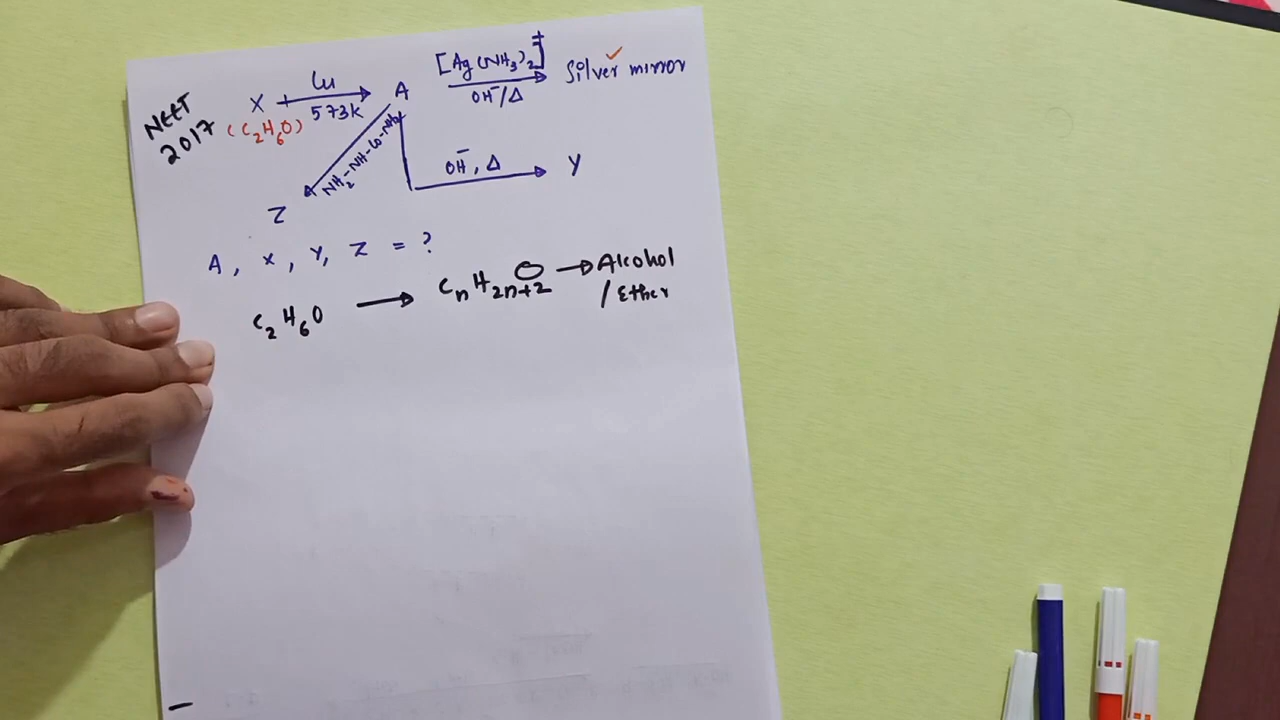 NEET 2017
X Cu 573K A [Ag(NH₃)₂]⁺ OH⁻/Δ Silver mirror
(C₂H₆O)
NH₂-NH-CO-NH₂
OH⁻, Δ Y
Z
A, X, Y, Z = ?
C₂H₆O → CₙH₂ₙ₊₂O → Alcohol
/Ether